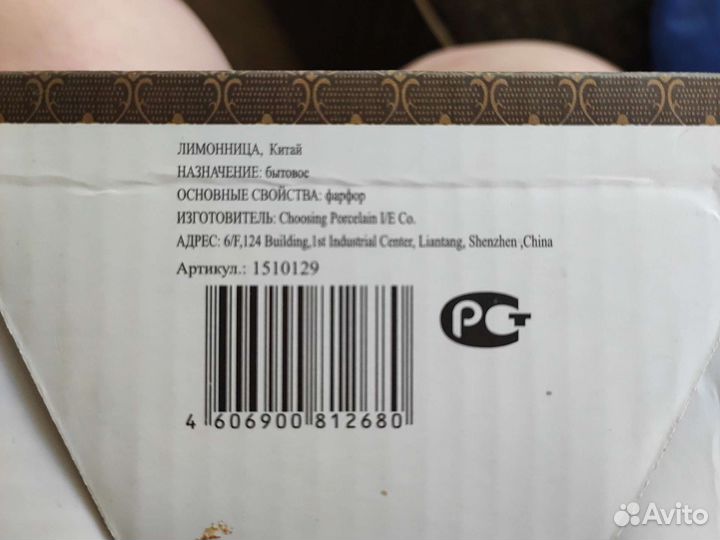 ЛИМОННИЦА, Китай
НАЗНАЧЕНИЕ: бытовое
ОСНОВНЫЕ СВОЙСТВА: фарфор
ИЗГОТОВИТЕЛЬ: Choosing Porcelain I/E Co.
АДРЕС: 6/F,124 Building,1st Industrial Center, Liantang, Shenzhen ,China
Артикул.: 1510129
РСТ
4 606900 812680
Avito